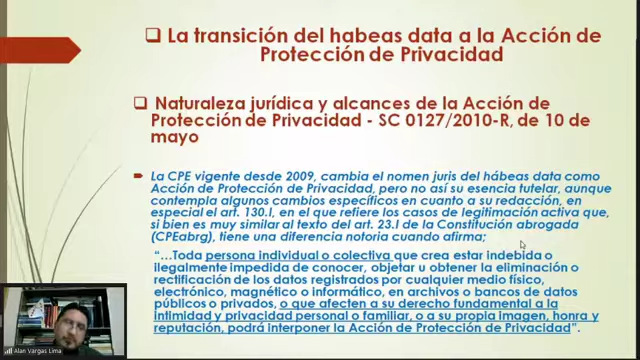 La transición del habeas data a la Acción de
Protección de Privacidad
Naturaleza jurídica y alcances de la Acción de
Protección de Privacidad - SC 0127/2010-R, de 10 de
mayo
La CPE vigente desde 2009, cambia el nomen juris del hábeas data como
Acción de Protección de Privacidad, pero no así su esencia tutelar, aunque
contempla algunos cambios específicos en cuanto a su redacción, en
especial el art. 130.I, en el que refiere los casos de legitimación activa que,
si bien es muy similar al texto del art. 23.I de la Constitución abrogada
(CPEabrg), tiene una diferencia notoria cuando afirma;
“…Toda persona individual o colectiva que crea estar indebida o
ilegalmente impedida de conocer, objetar u obtener la eliminación o
rectificación de los datos registrados por cualquier medio físico,
electrónico, magnético o informático, en archivos o bancos de datos
públicos o privados, o que afecten a su derecho fundamental a la
intimidad y privacidad personal o familiar, o a su propia imagen, honra y
reputación, podrá interponer la Acción de Protección de Privacidad”.
Alan Vargas Lima